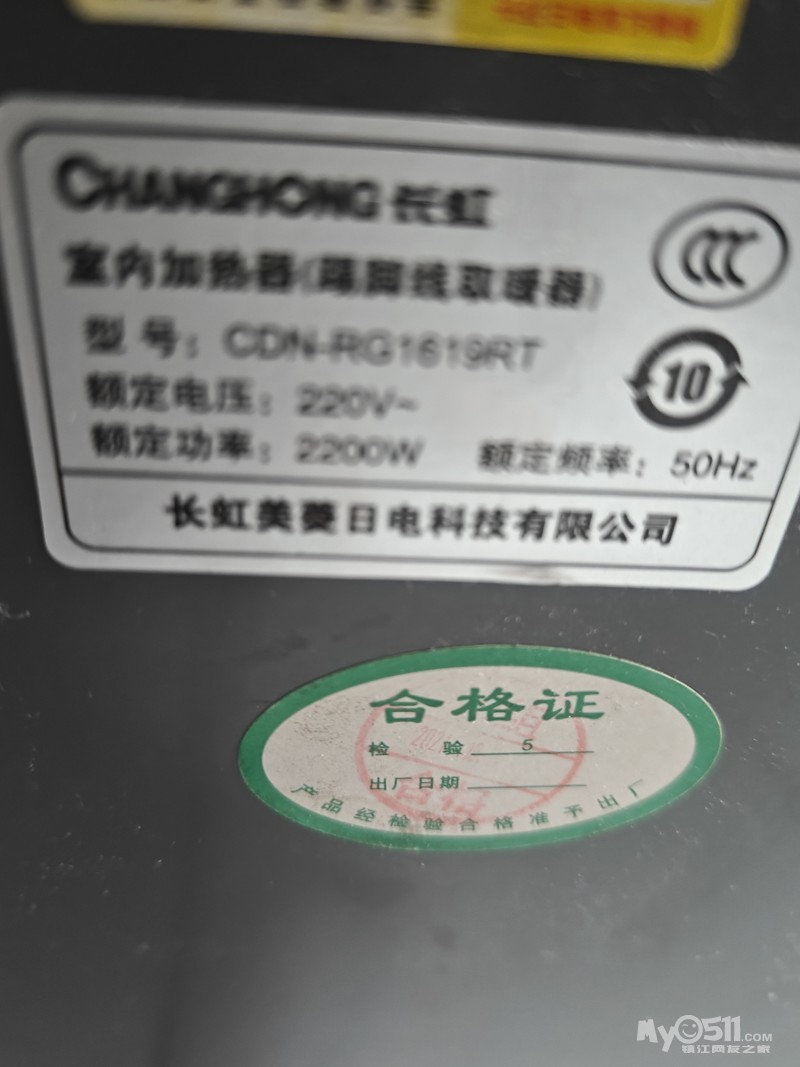 CHANGHONG 长虹
室内加热器(踢脚线取暖器)
型号：CDN-RG1619RT
额定电压：220V~
额定功率：2200W 额定频率：50Hz
长虹美菱日电科技有限公司
CCC
10
合格证
检 验 5
出厂日期
产品经检验合格准予出厂
My0511.COM
镇江网友之家